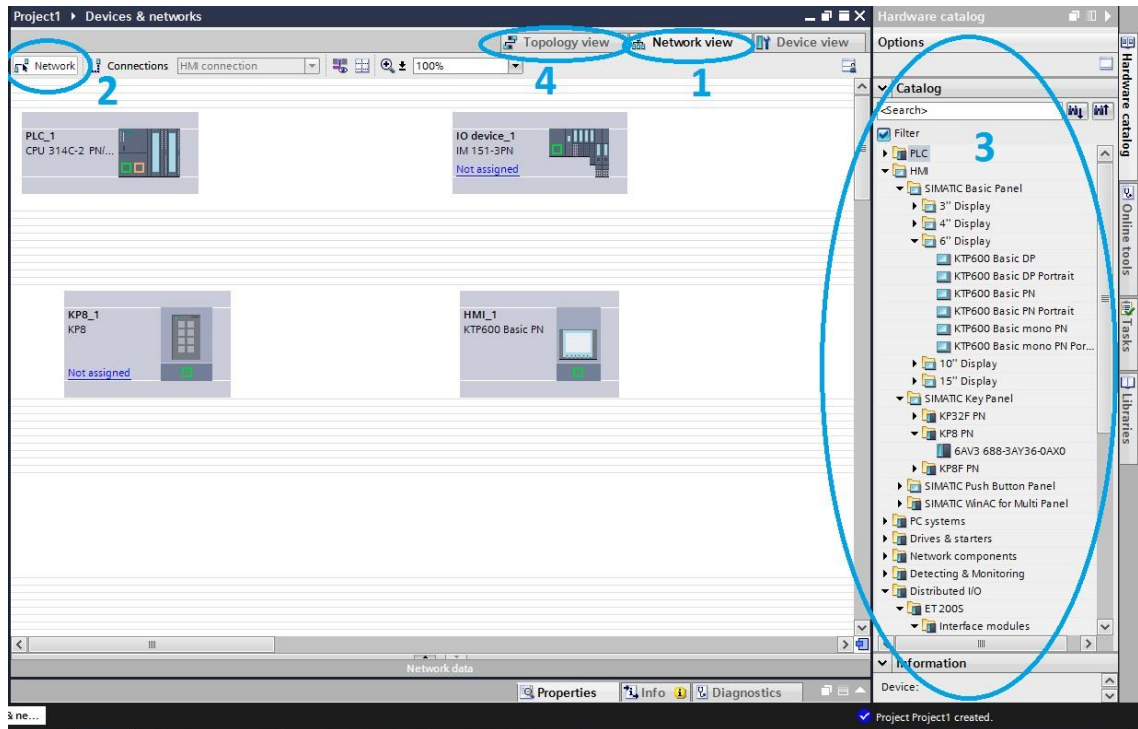 Project1 ▸ Devices & networks
Topology view
Network view
Device view
4
1
Network
Connections
HMI connection
100%
2
PLC_1
CPU 314C-2 PN/...
IO device_1
IM 151-3PN
Not assigned
KP8_1
KP8
Not assigned
HMI_1
KTP600 Basic PN
Network data
Properties
Info
Diagnostics
Hardware catalog
Options
Catalog
<Search>
Filter
3
PLC
HMI
SIMATIC Basic Panel
3" Display
4" Display
6" Display
KTP600 Basic DP
KTP600 Basic DP Portrait
KTP600 Basic PN
KTP600 Basic PN Portrait
KTP600 Basic mono PN
KTP600 Basic mono PN Por...
10" Display
15" Display
SIMATIC Key Panel
KP32F PN
KP8 PN
6AV3 688-3AY36-0AX0
KP8F PN
SIMATIC Push Button Panel
SIMATIC WinAC for Multi Panel
PC systems
Drives & starters
Network components
Detecting & Monitoring
Distributed I/O
ET200S
Interface modules
Information
Device:
Hardware catalog
Online tools
Tasks
Libraries
& ne...
Project Project1 created.